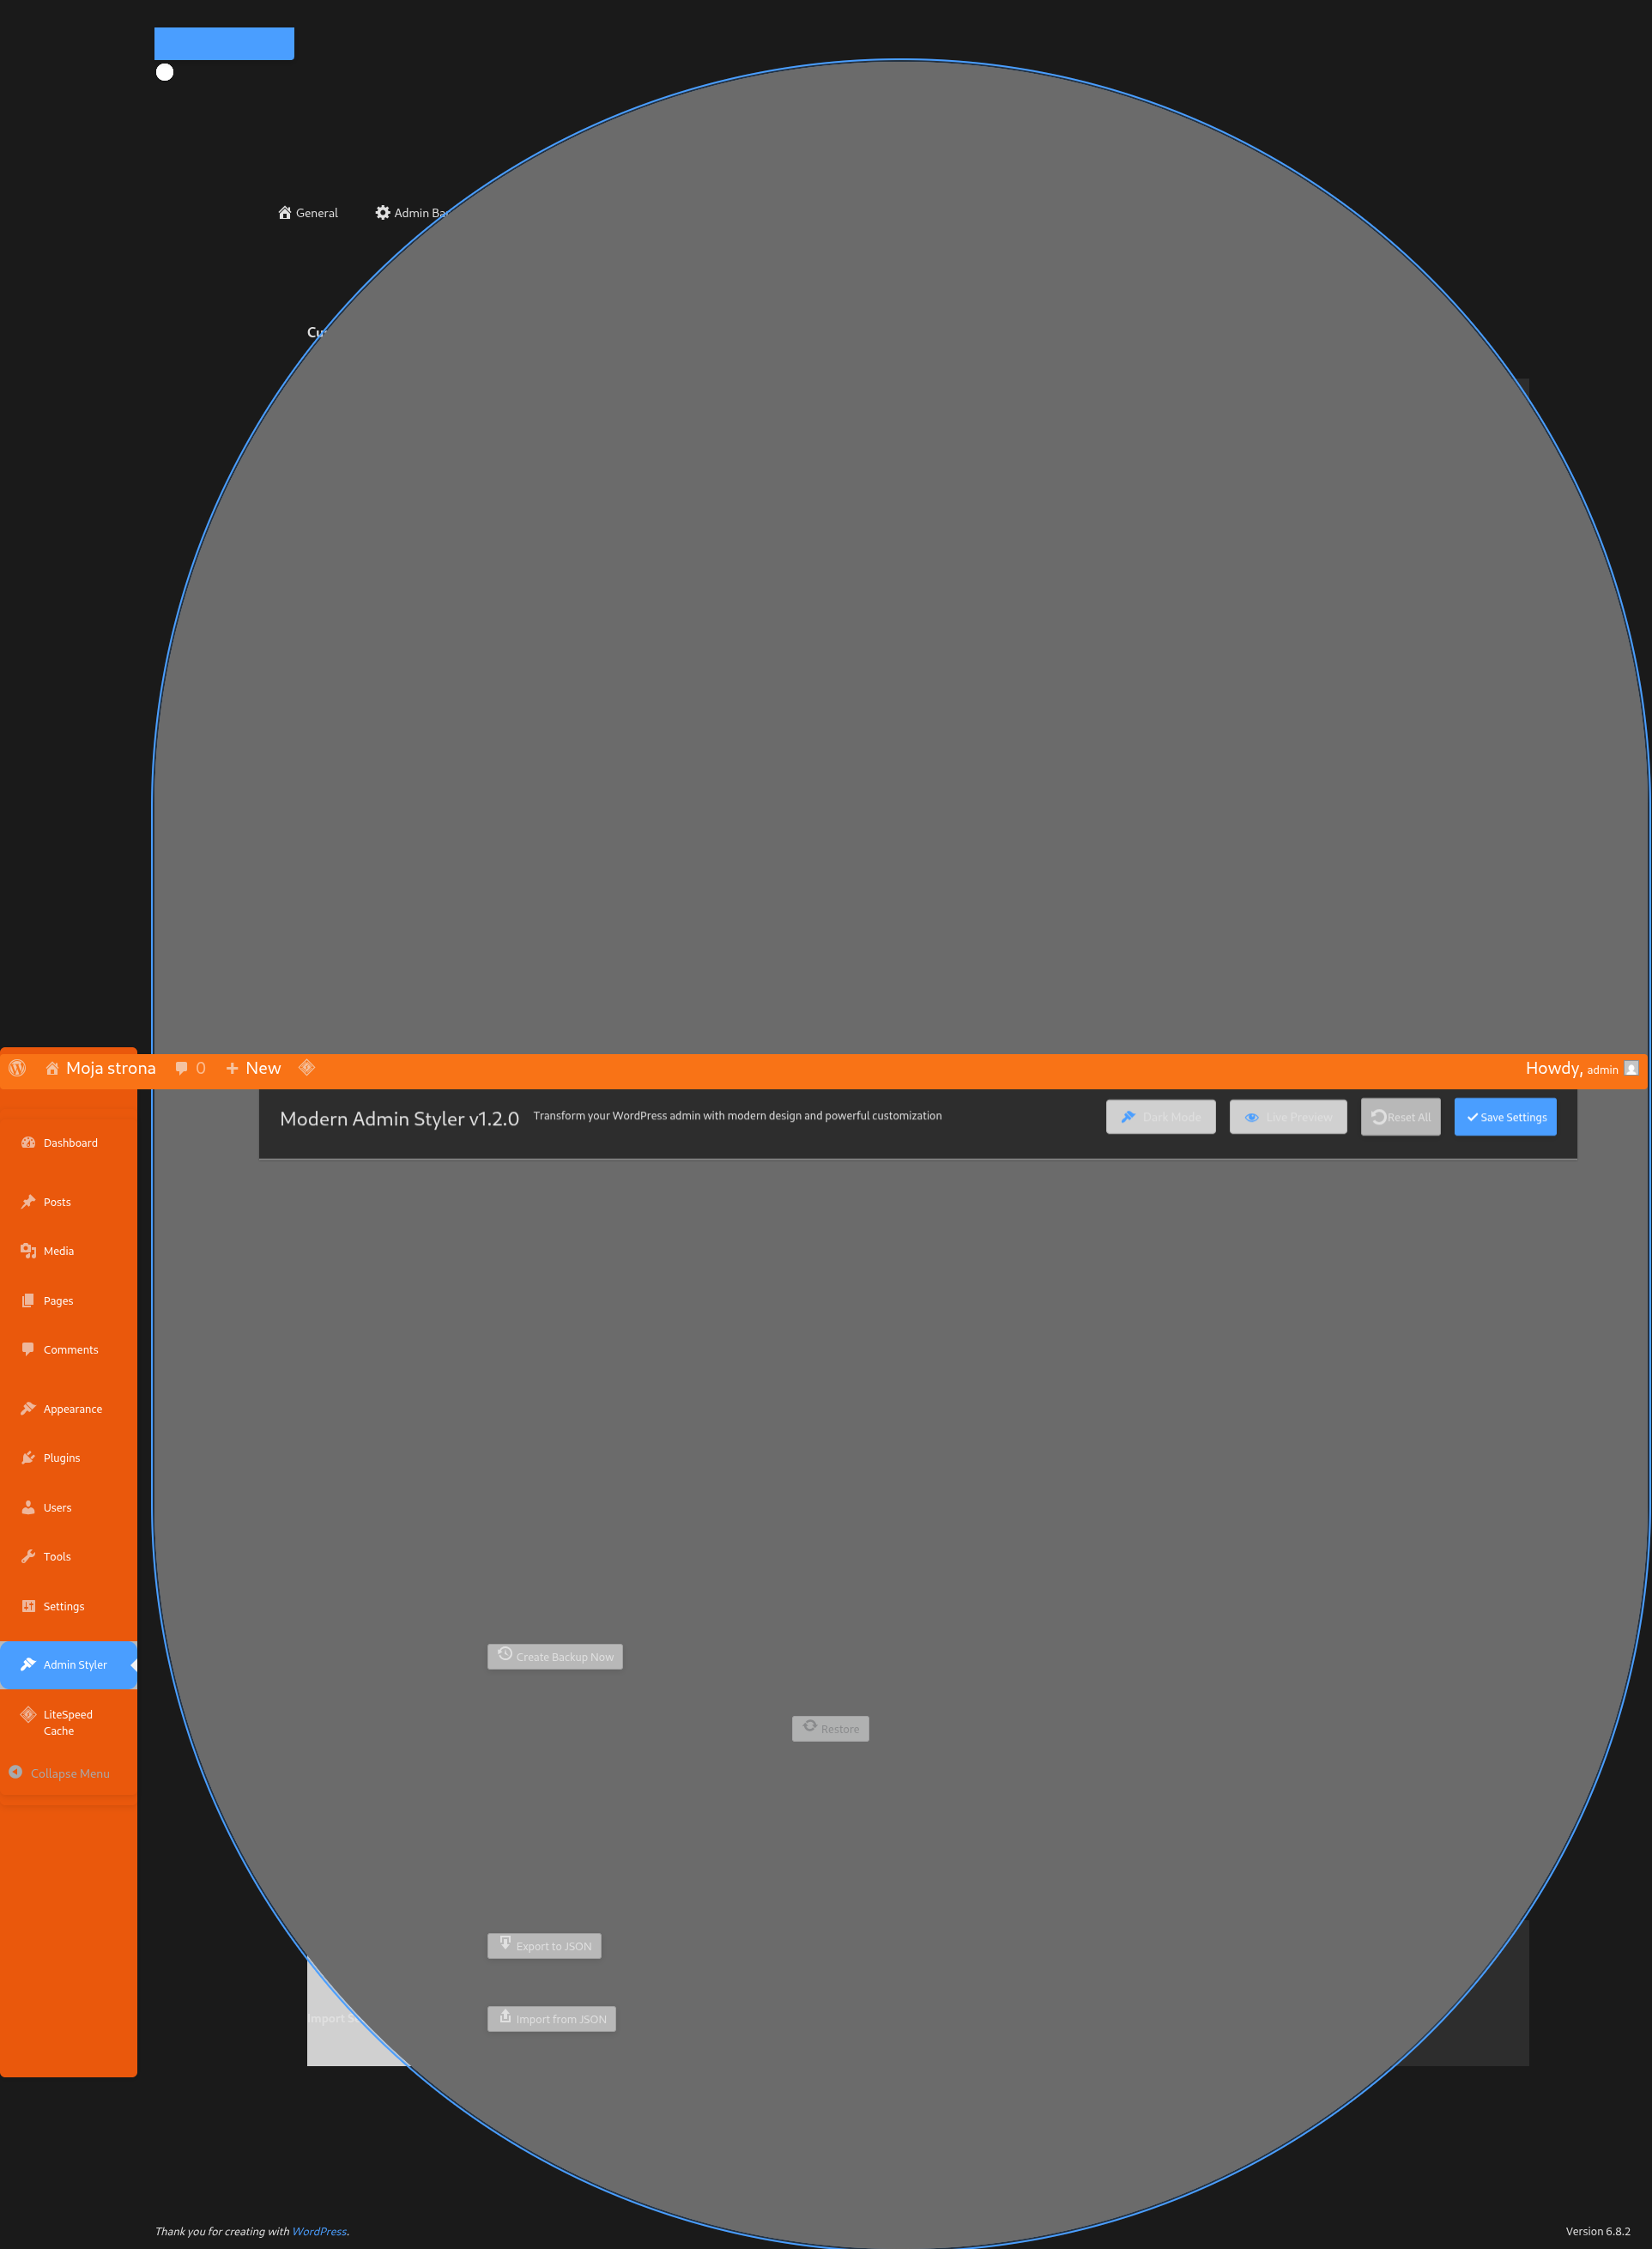 General
Admin Ba
Cu
Moja strona
0
New
Howdy, admin
Modern Admin Styler v1.2.0
Transform your WordPress admin with modern design and powerful customization
Dark Mode
Live Preview
Reset All
Save Settings
Dashboard
Posts
Media
Pages
Comments
Appearance
Plugins
Users
Tools
Settings
Admin Styler
LiteSpeed
Cache
Collapse Menu
Create Backup Now
Restore
Export to JSON
Import S
Import from JSON
Thank you for creating with WordPress.
Version 6.8.2